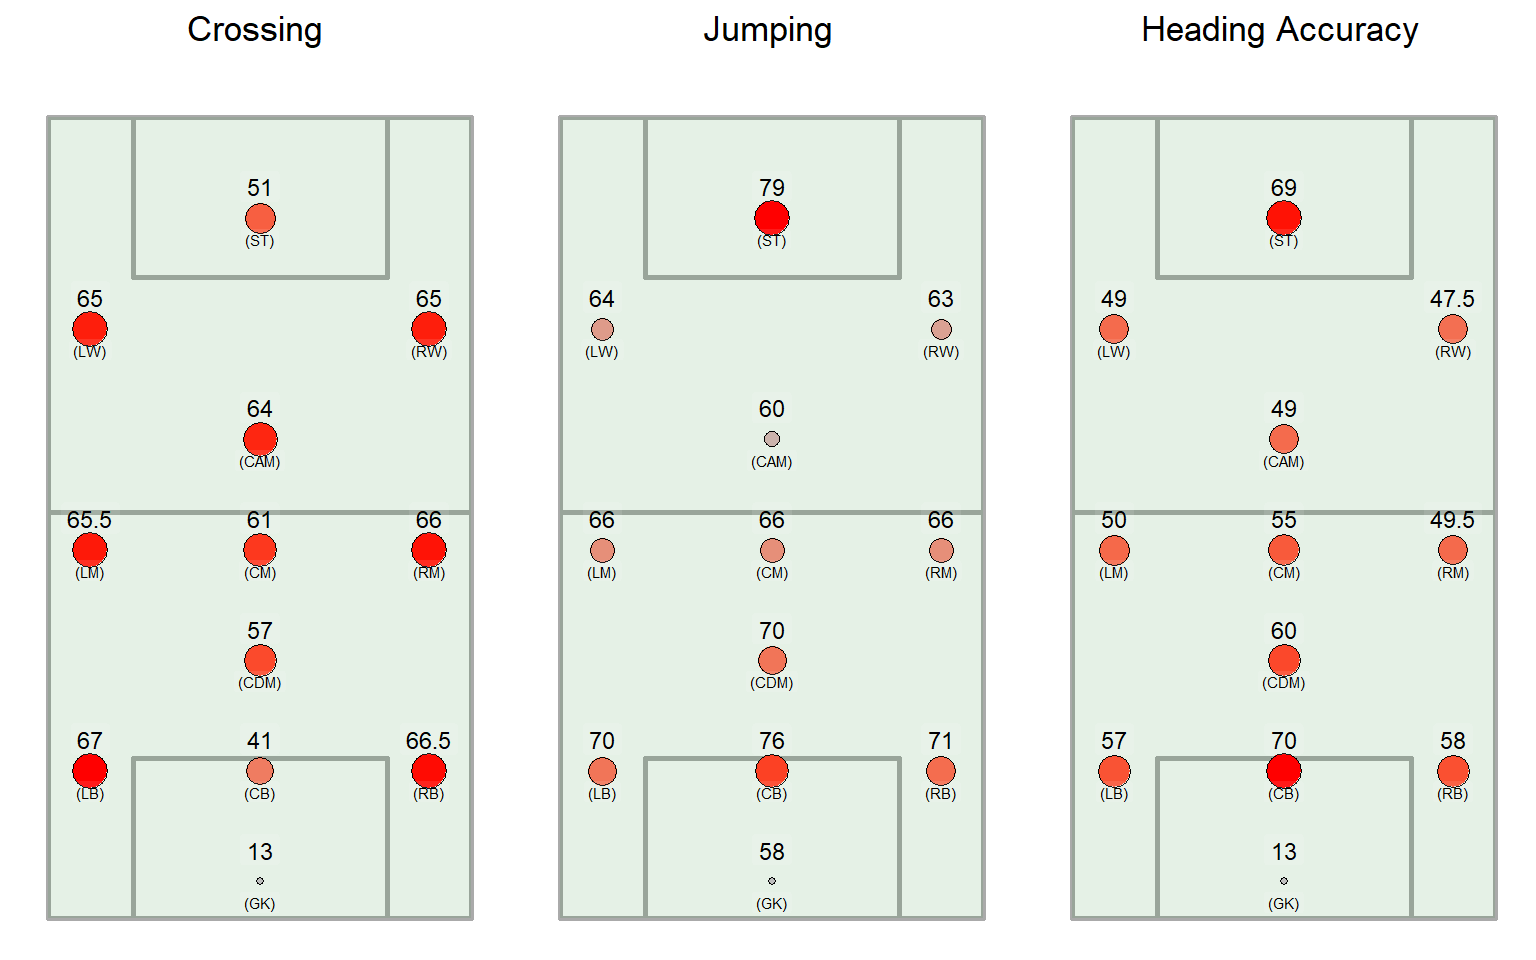 Crossing
51
(ST)
65
(LW)
65
(RW)
64
(CAM)
65.5
(LM)
61
(CM)
66
(RM)
57
(CDM)
67
(LB)
41
(CB)
66.5
(RB)
13
(GK)
Jumping
79
(ST)
64
(LW)
63
(RW)
60
(CAM)
66
(LM)
66
(CM)
66
(RM)
70
(CDM)
70
(LB)
76
(CB)
71
(RB)
58
(GK)
Heading Accuracy
69
(ST)
49
(LW)
47.5
(RW)
49
(CAM)
50
(LM)
55
(CM)
49.5
(RM)
60
(CDM)
57
(LB)
70
(CB)
58
(RB)
13
(GK)